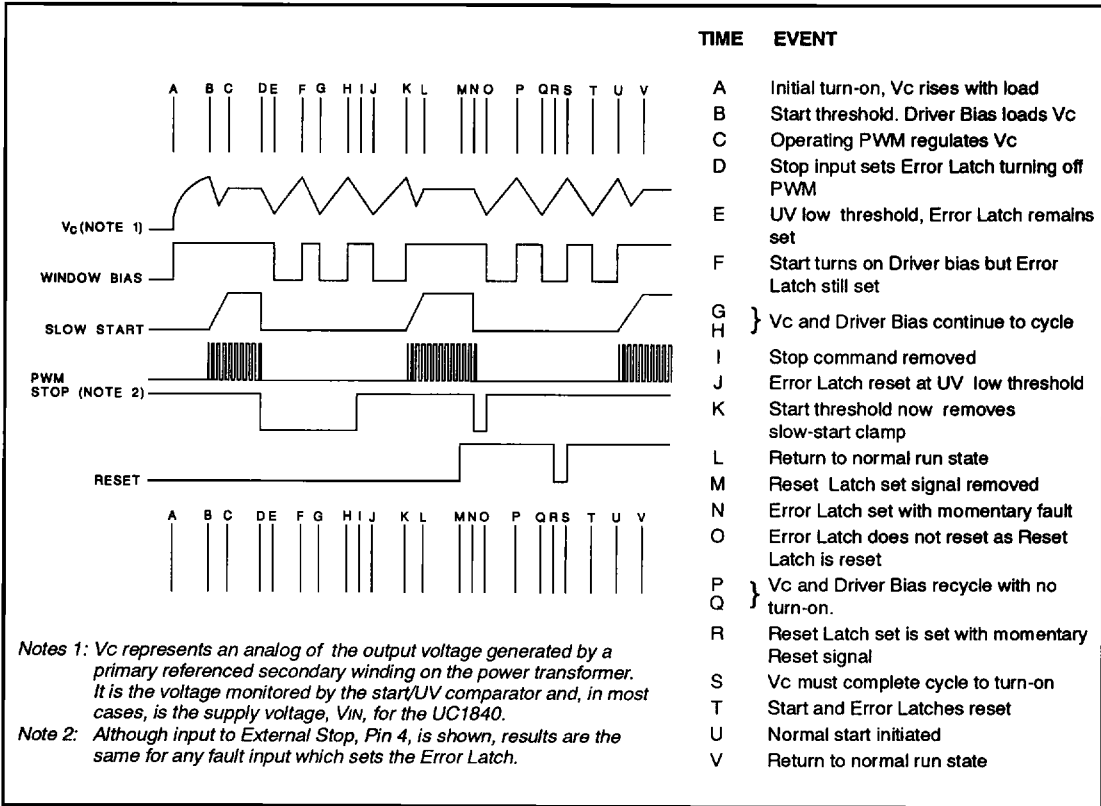 A B C D E F G H I J K L M N O P Q R S T U V
VC (NOTE 1)
WINDOW BIAS
SLOW START
PWM
STOP (NOTE 2)
RESET
A B C D E F G H I J K L M N O P Q R S T U V
Notes 1: Vc represents an analog of the output voltage generated by a
primary referenced secondary winding on the power transformer.
It is the voltage monitored by the start/UV comparator and, in most
cases, is the supply voltage, VIN, for the UC1840.
Note 2: Although input to External Stop, Pin 4, is shown, results are the
same for any fault input which sets the Error Latch.
TIME EVENT
A Initial turn-on, Vc rises with load
B Start threshold. Driver Bias loads Vc
C Operating PWM regulates Vc
D Stop input sets Error Latch turning off
PWM
E UV low threshold, Error Latch remains
set
F Start turns on Driver bias but Error
Latch still set
G
H } Vc and Driver Bias continue to cycle
I Stop command removed
J Error Latch reset at UV low threshold
K Start threshold now removes
slow-start clamp
L Return to normal run state
M Reset Latch set signal removed
N Error Latch set with momentary fault
O Error Latch does not reset as Reset
Latch is reset
P Vc and Driver Bias recycle with no
Q } turn-on.
R Reset Latch set is set with momentary
Reset signal
S Vc must complete cycle to turn-on
T Start and Error Latches reset
U Normal start initiated
V Return to normal run state